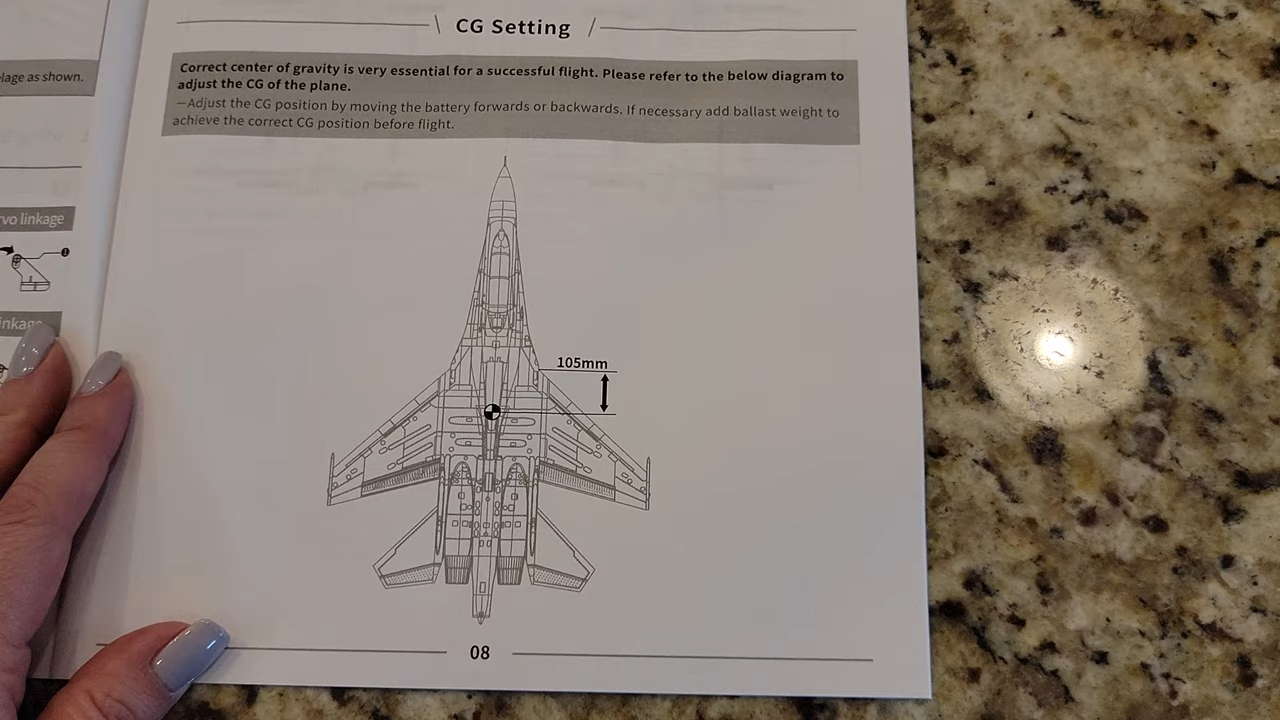 CG Setting
Correct center of gravity is very essential for a successful flight. Please refer to the below diagram to
adjust the CG of the plane.
—Adjust the CG position by moving the battery forwards or backwards. If necessary add ballast weight to
achieve the correct CG position before flight.
lage as shown.
vo linkage
inkage
105mm
08